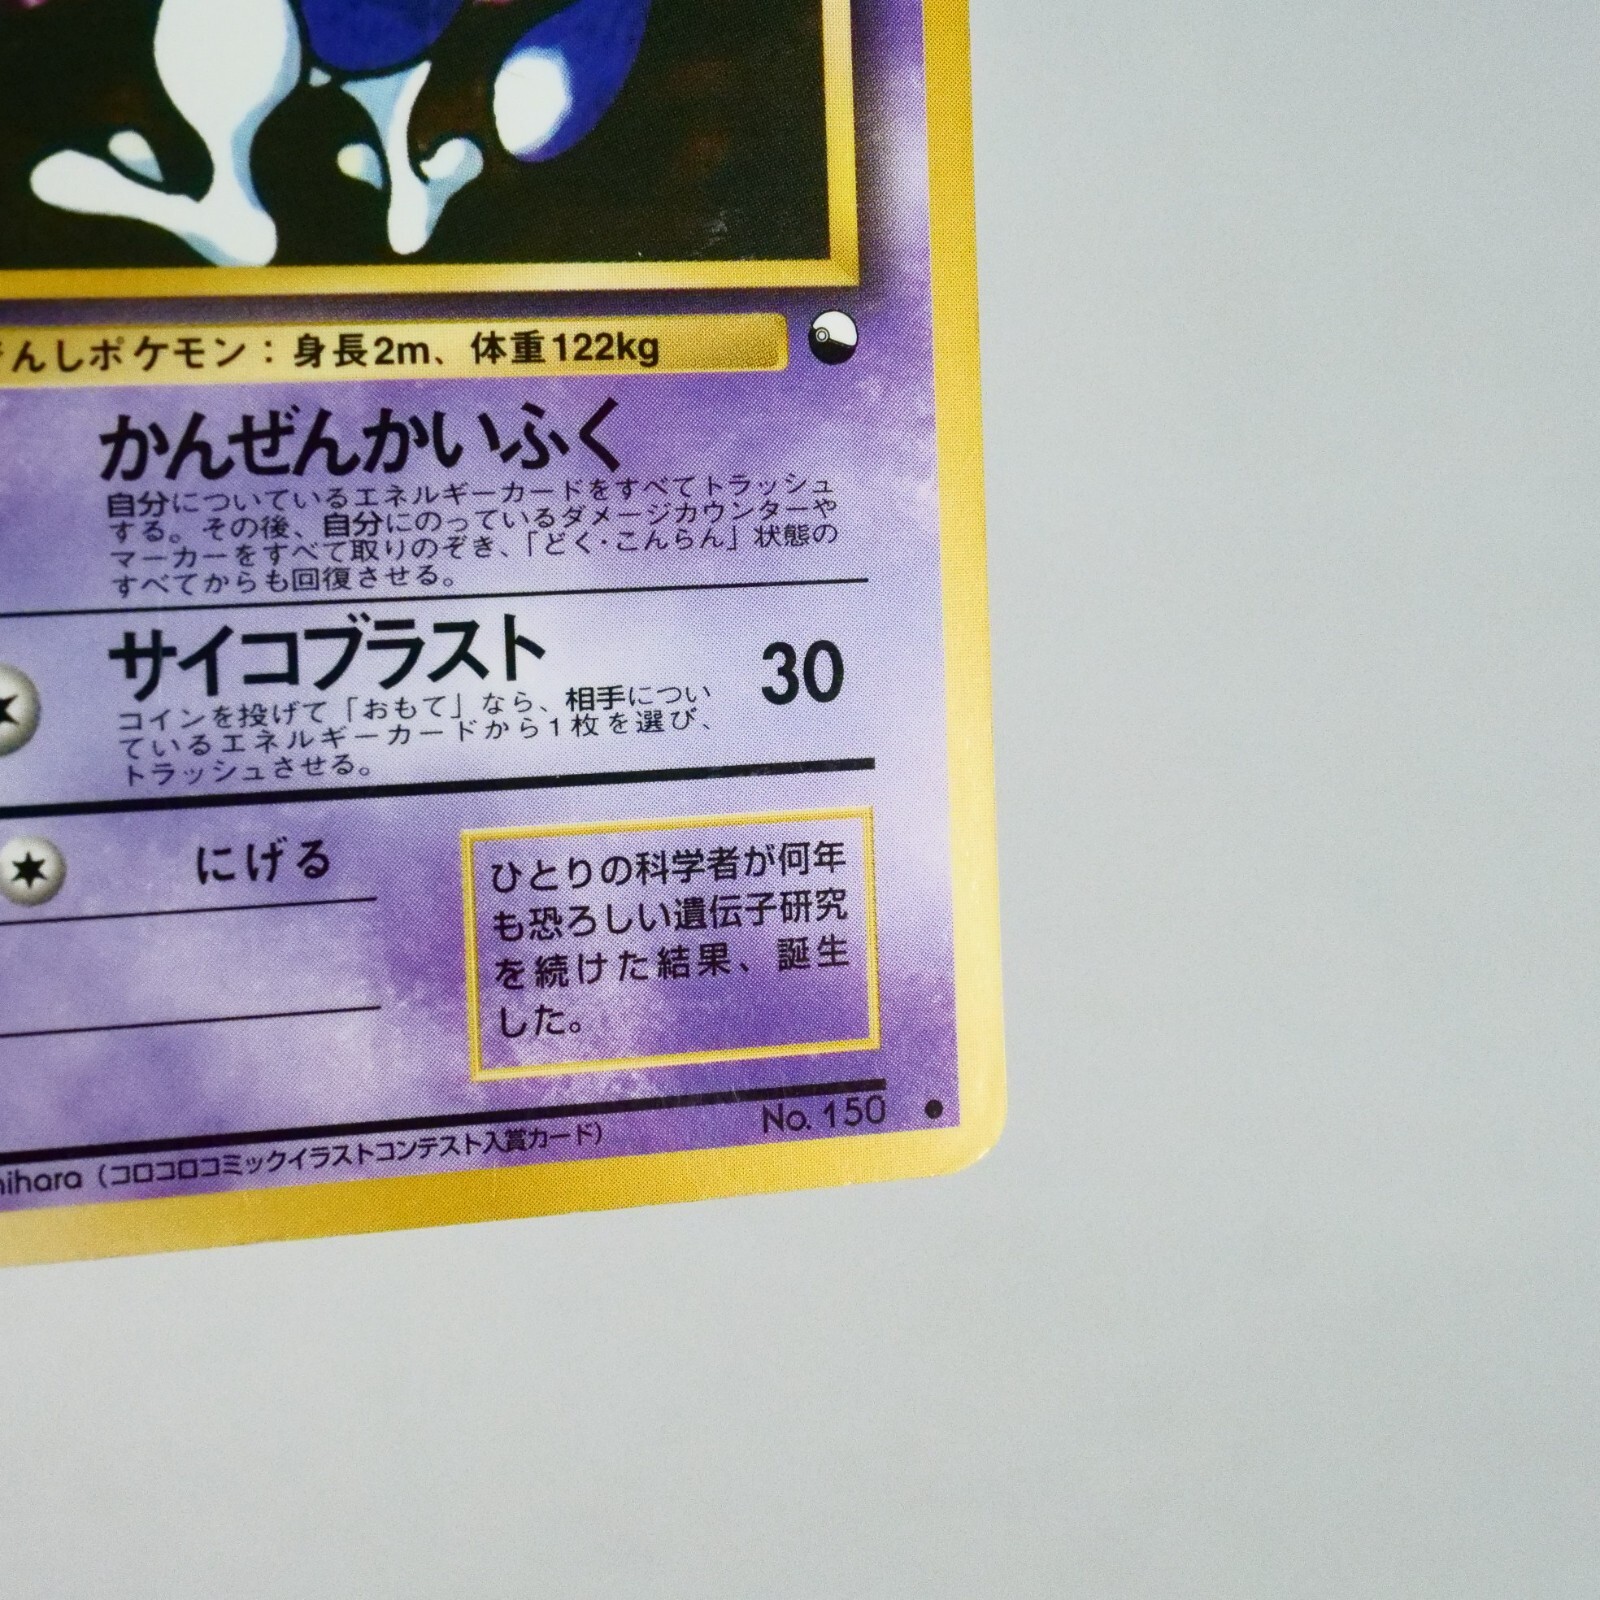 んしポケモン：身長2m、体重122kg
かんぜんかいふく
自分についているエネルギーカードをすべてトラッシュ
する。その後、自分にのっているダメージカウンターや
マーカーをすべて取りのぞき、「どく・こんらん」状態の
すべてからも回復させる。
サイコブラスト
30
コインを投げて「おもて」なら、相手につい
ているエネルギーカードから1枚を選び、
トラッシュさせる。
にげる
ひとりの科学者が何年
も恐ろしい遺伝子研究
を続けた結果、誕生
した。
No. 150 ●
hihara（コロコロコミックイラストコンテスト入賞カード）